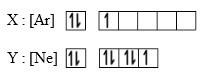 X : [Ar] ⥮ ↿
Y : [Ne] ⥮ ⥮ ⥮ ↿